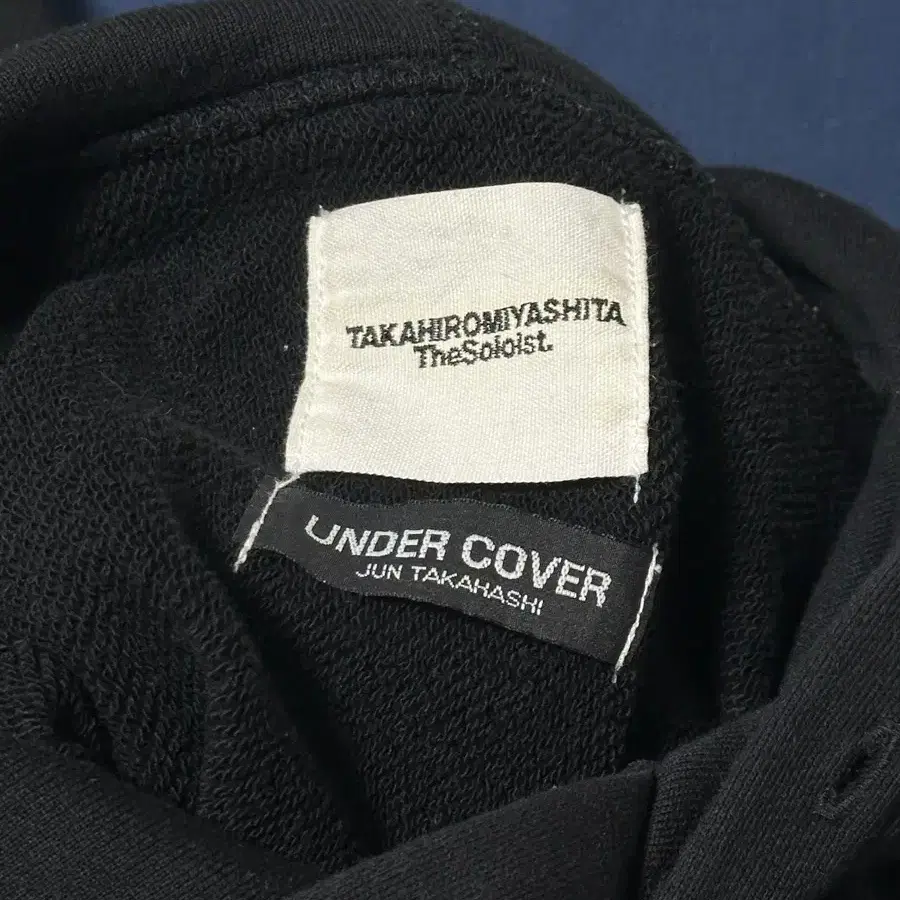 TAKAHIROMIYASHITA
TheSoloist.
UNDER COVER
JUN TAKAHASHI